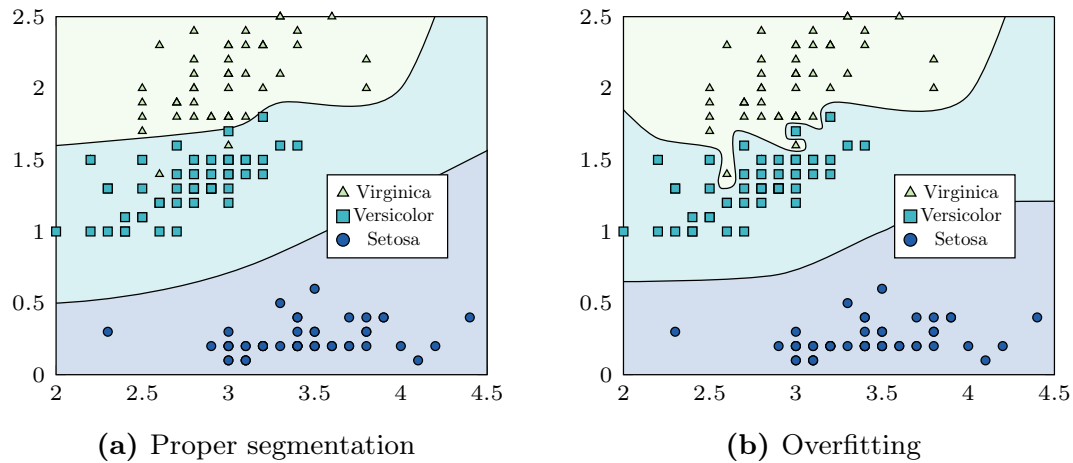 2.5
2
1.5
1
0.5
0
2 2.5 3 3.5 4 4.5
Virginica
Versicolor
Setosa
(a) Proper segmentation
2.5
2
1.5
1
0.5
0
2 2.5 3 3.5 4 4.5
Virginica
Versicolor
Setosa
(b) Overfitting